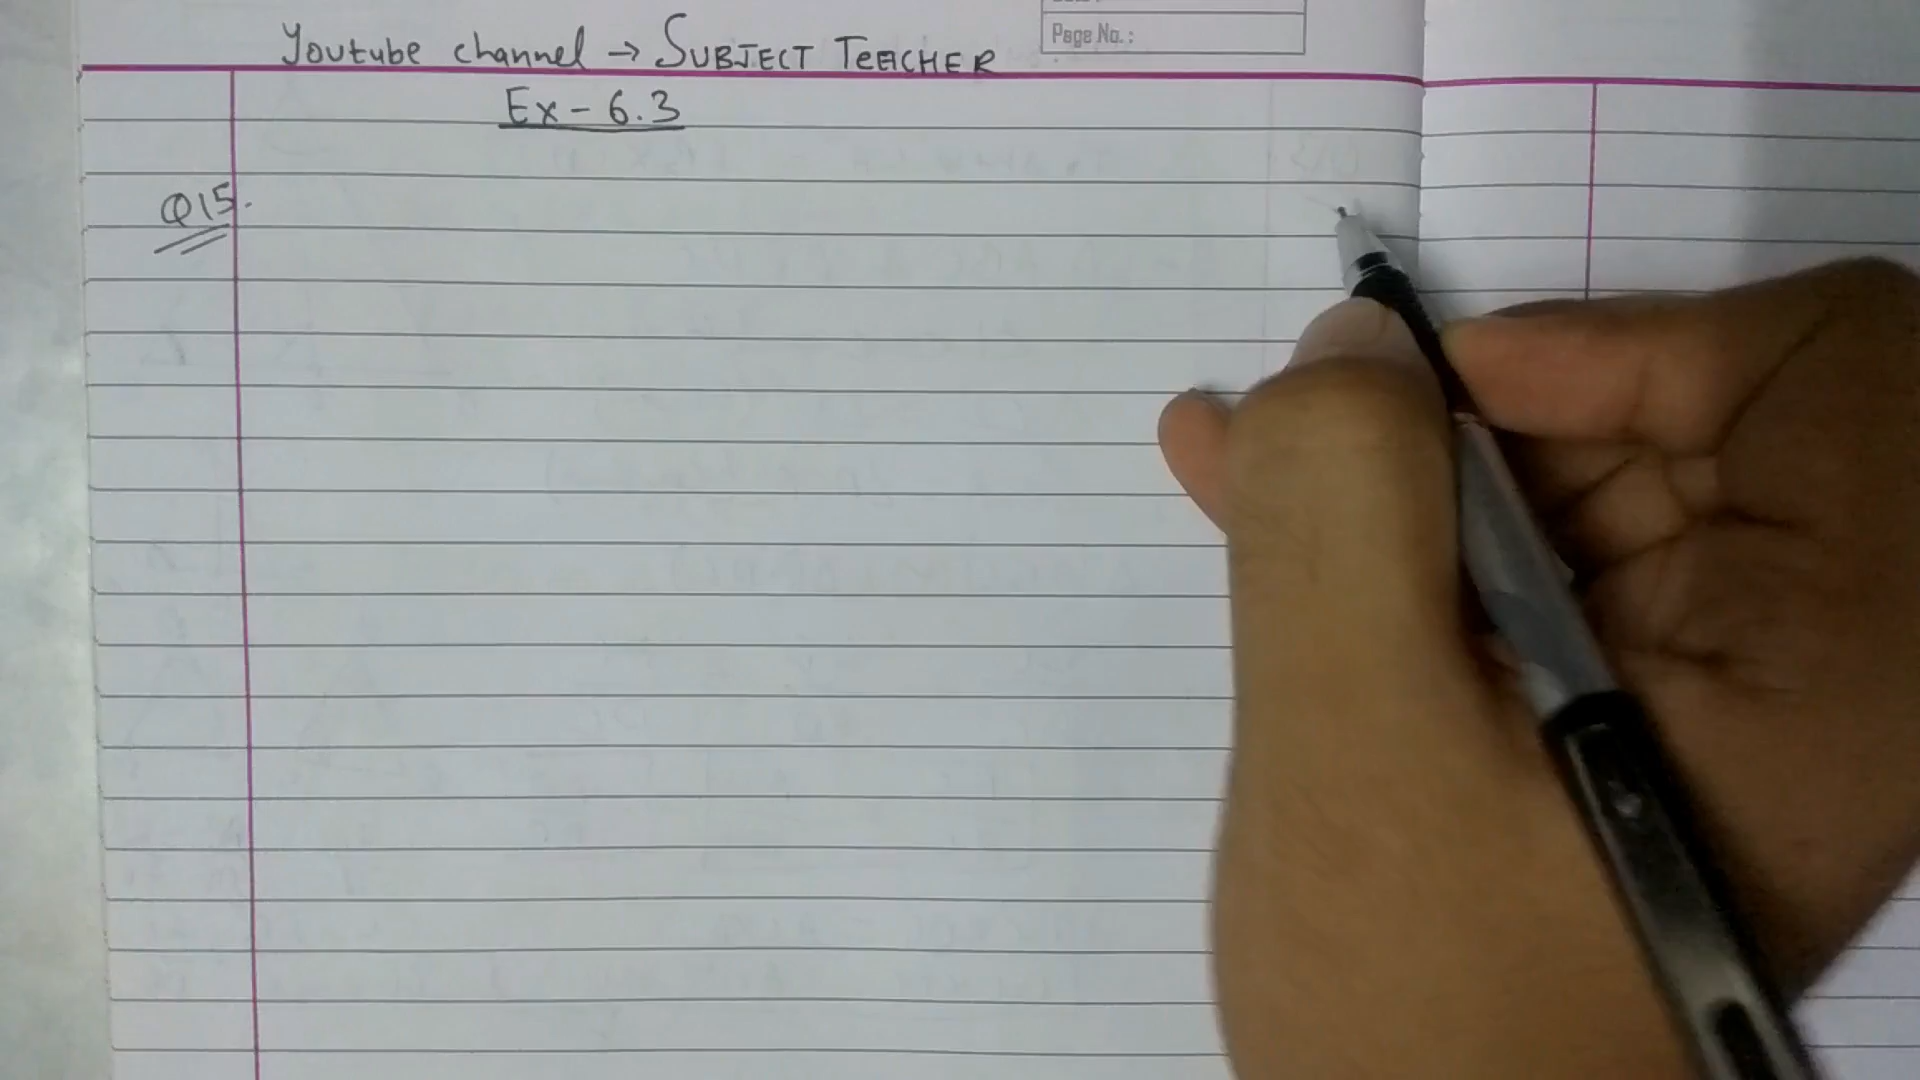 Page No.:
Youtube channel → SUBJECT TEACHER
Ex - 6.3
Q15.